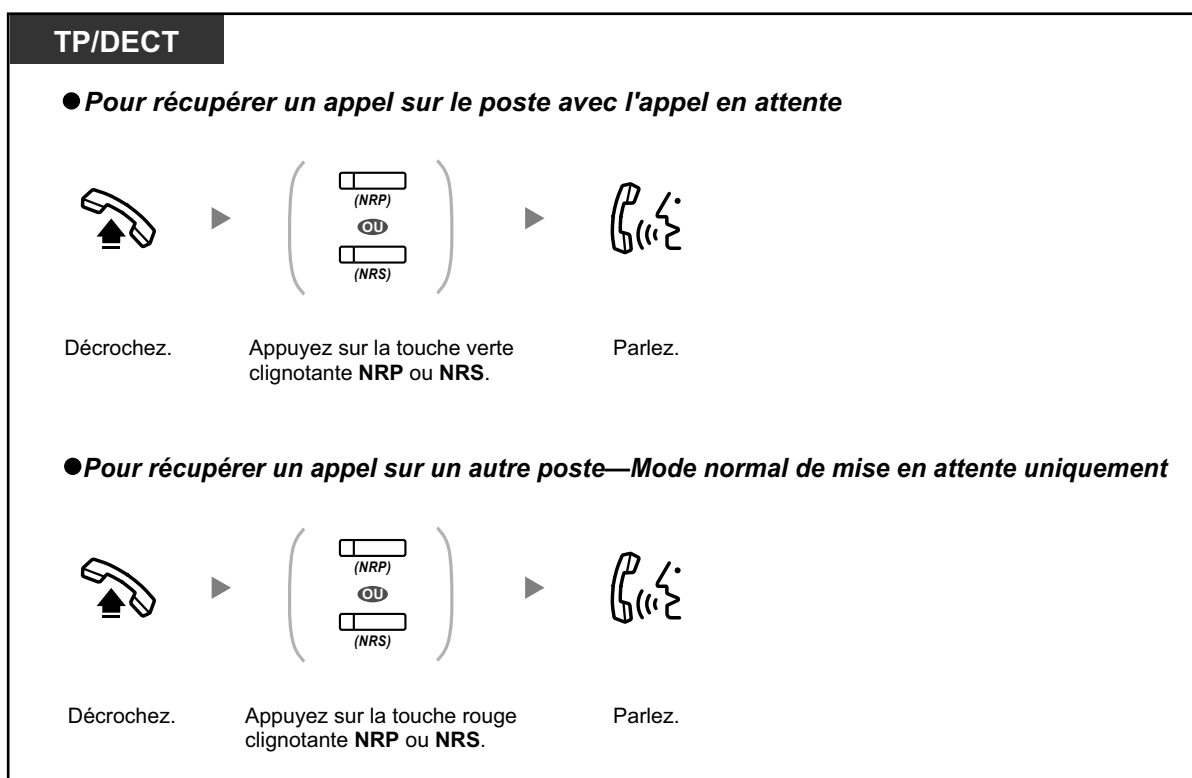 TP/DECT
Pour récupérer un appel sur le poste avec l'appel en attente
(NRP)
OU
(NRS)
Décrochez.
Appuyez sur la touche verte
clignotante NRP ou NRS.
Parlez.
Pour récupérer un appel sur un autre poste—Mode normal de mise en attente uniquement
(NRP)
OU
(NRS)
Décrochez.
Appuyez sur la touche rouge
clignotante NRP ou NRS.
Parlez.